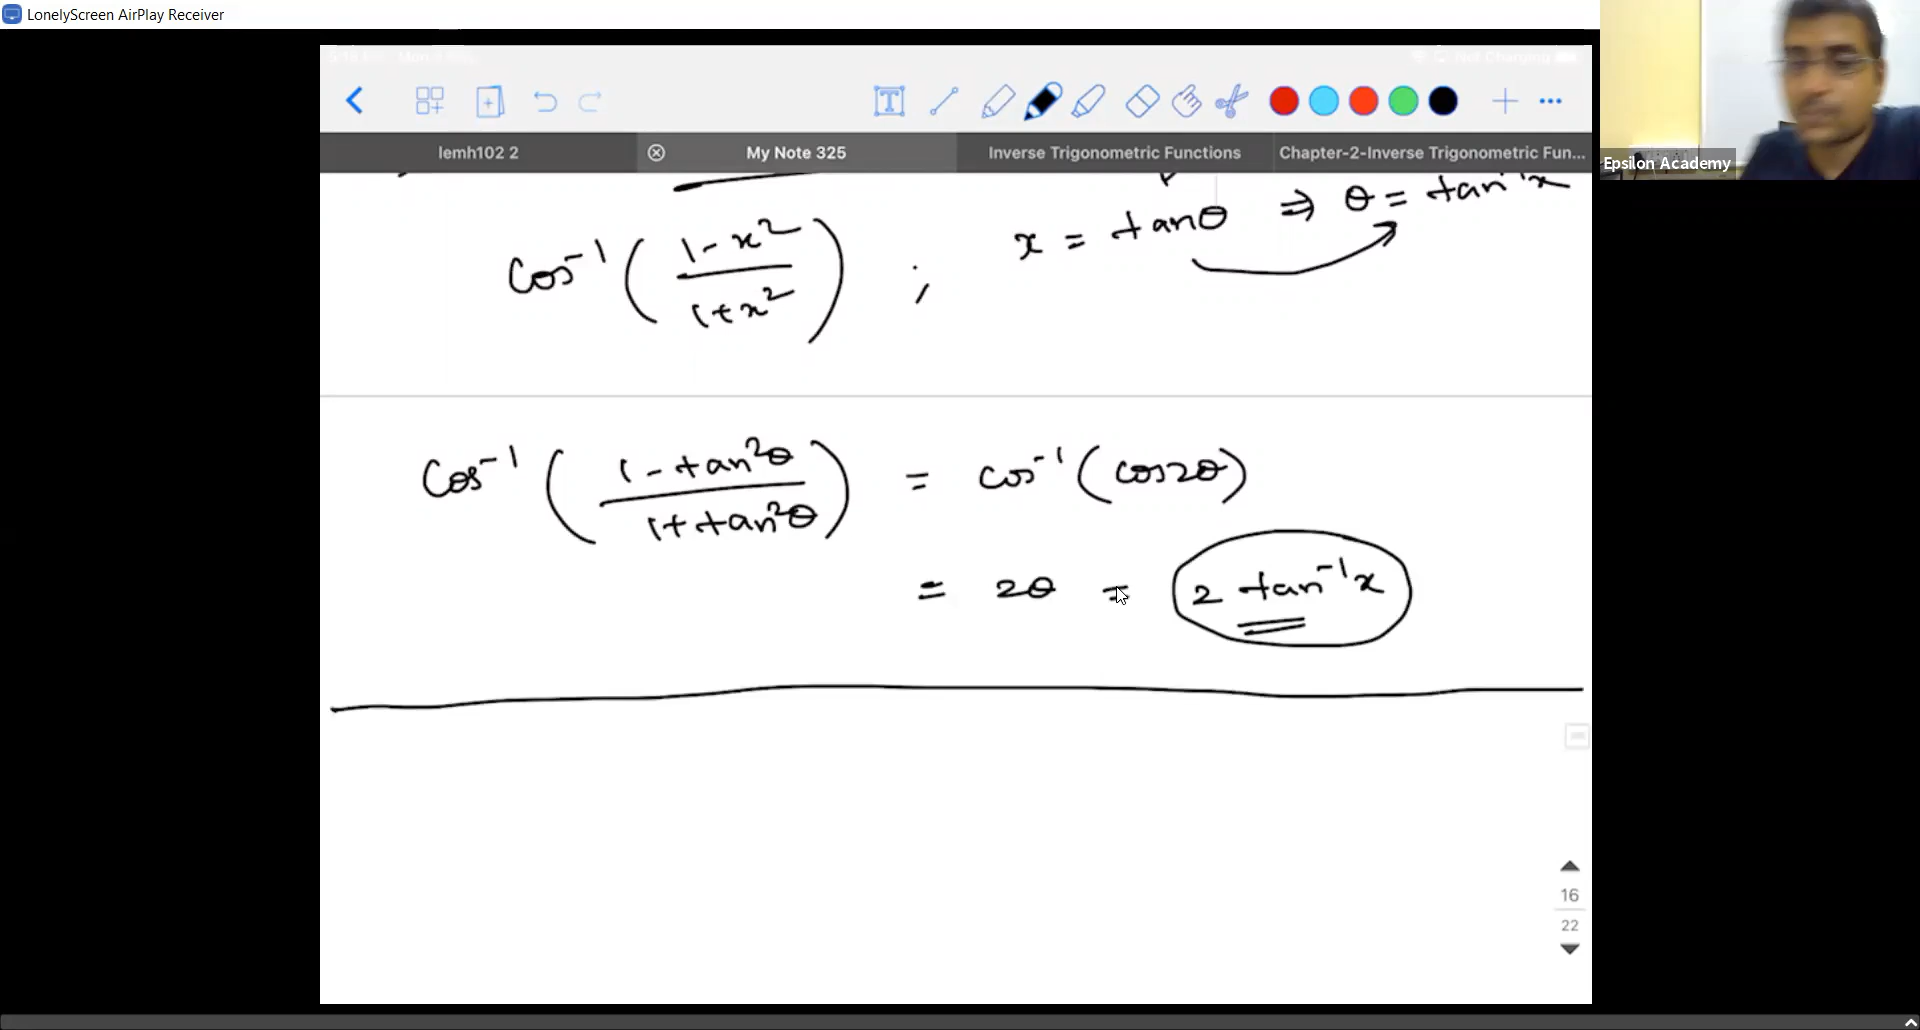 LonelyScreen AirPlay Receiver
T
lemh102 2
My Note 325
Inverse Trigonometric Functions
Chapter-2-Inverse Trigonometric Fun...
Epsilon Academy
x = tanθ ⇒ θ = tan⁻¹x
Cos⁻¹ ( (1-x²)/(1+x²) ) ;
Cos⁻¹ ( (1-tan²θ)/(1+tan²θ) ) = cos⁻¹ (cos2θ)
= 2θ = 2 tan⁻¹x
16
22